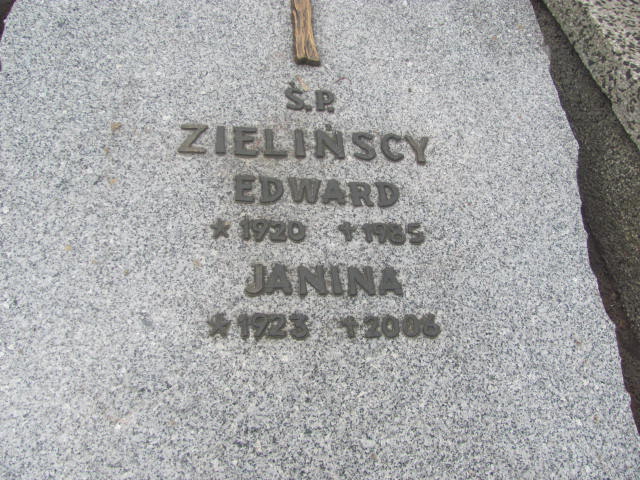 Ś.P.
ZIELIŃSCY
EDWARD
* 1920 † 1985
JANINA
* 1923 † 2006